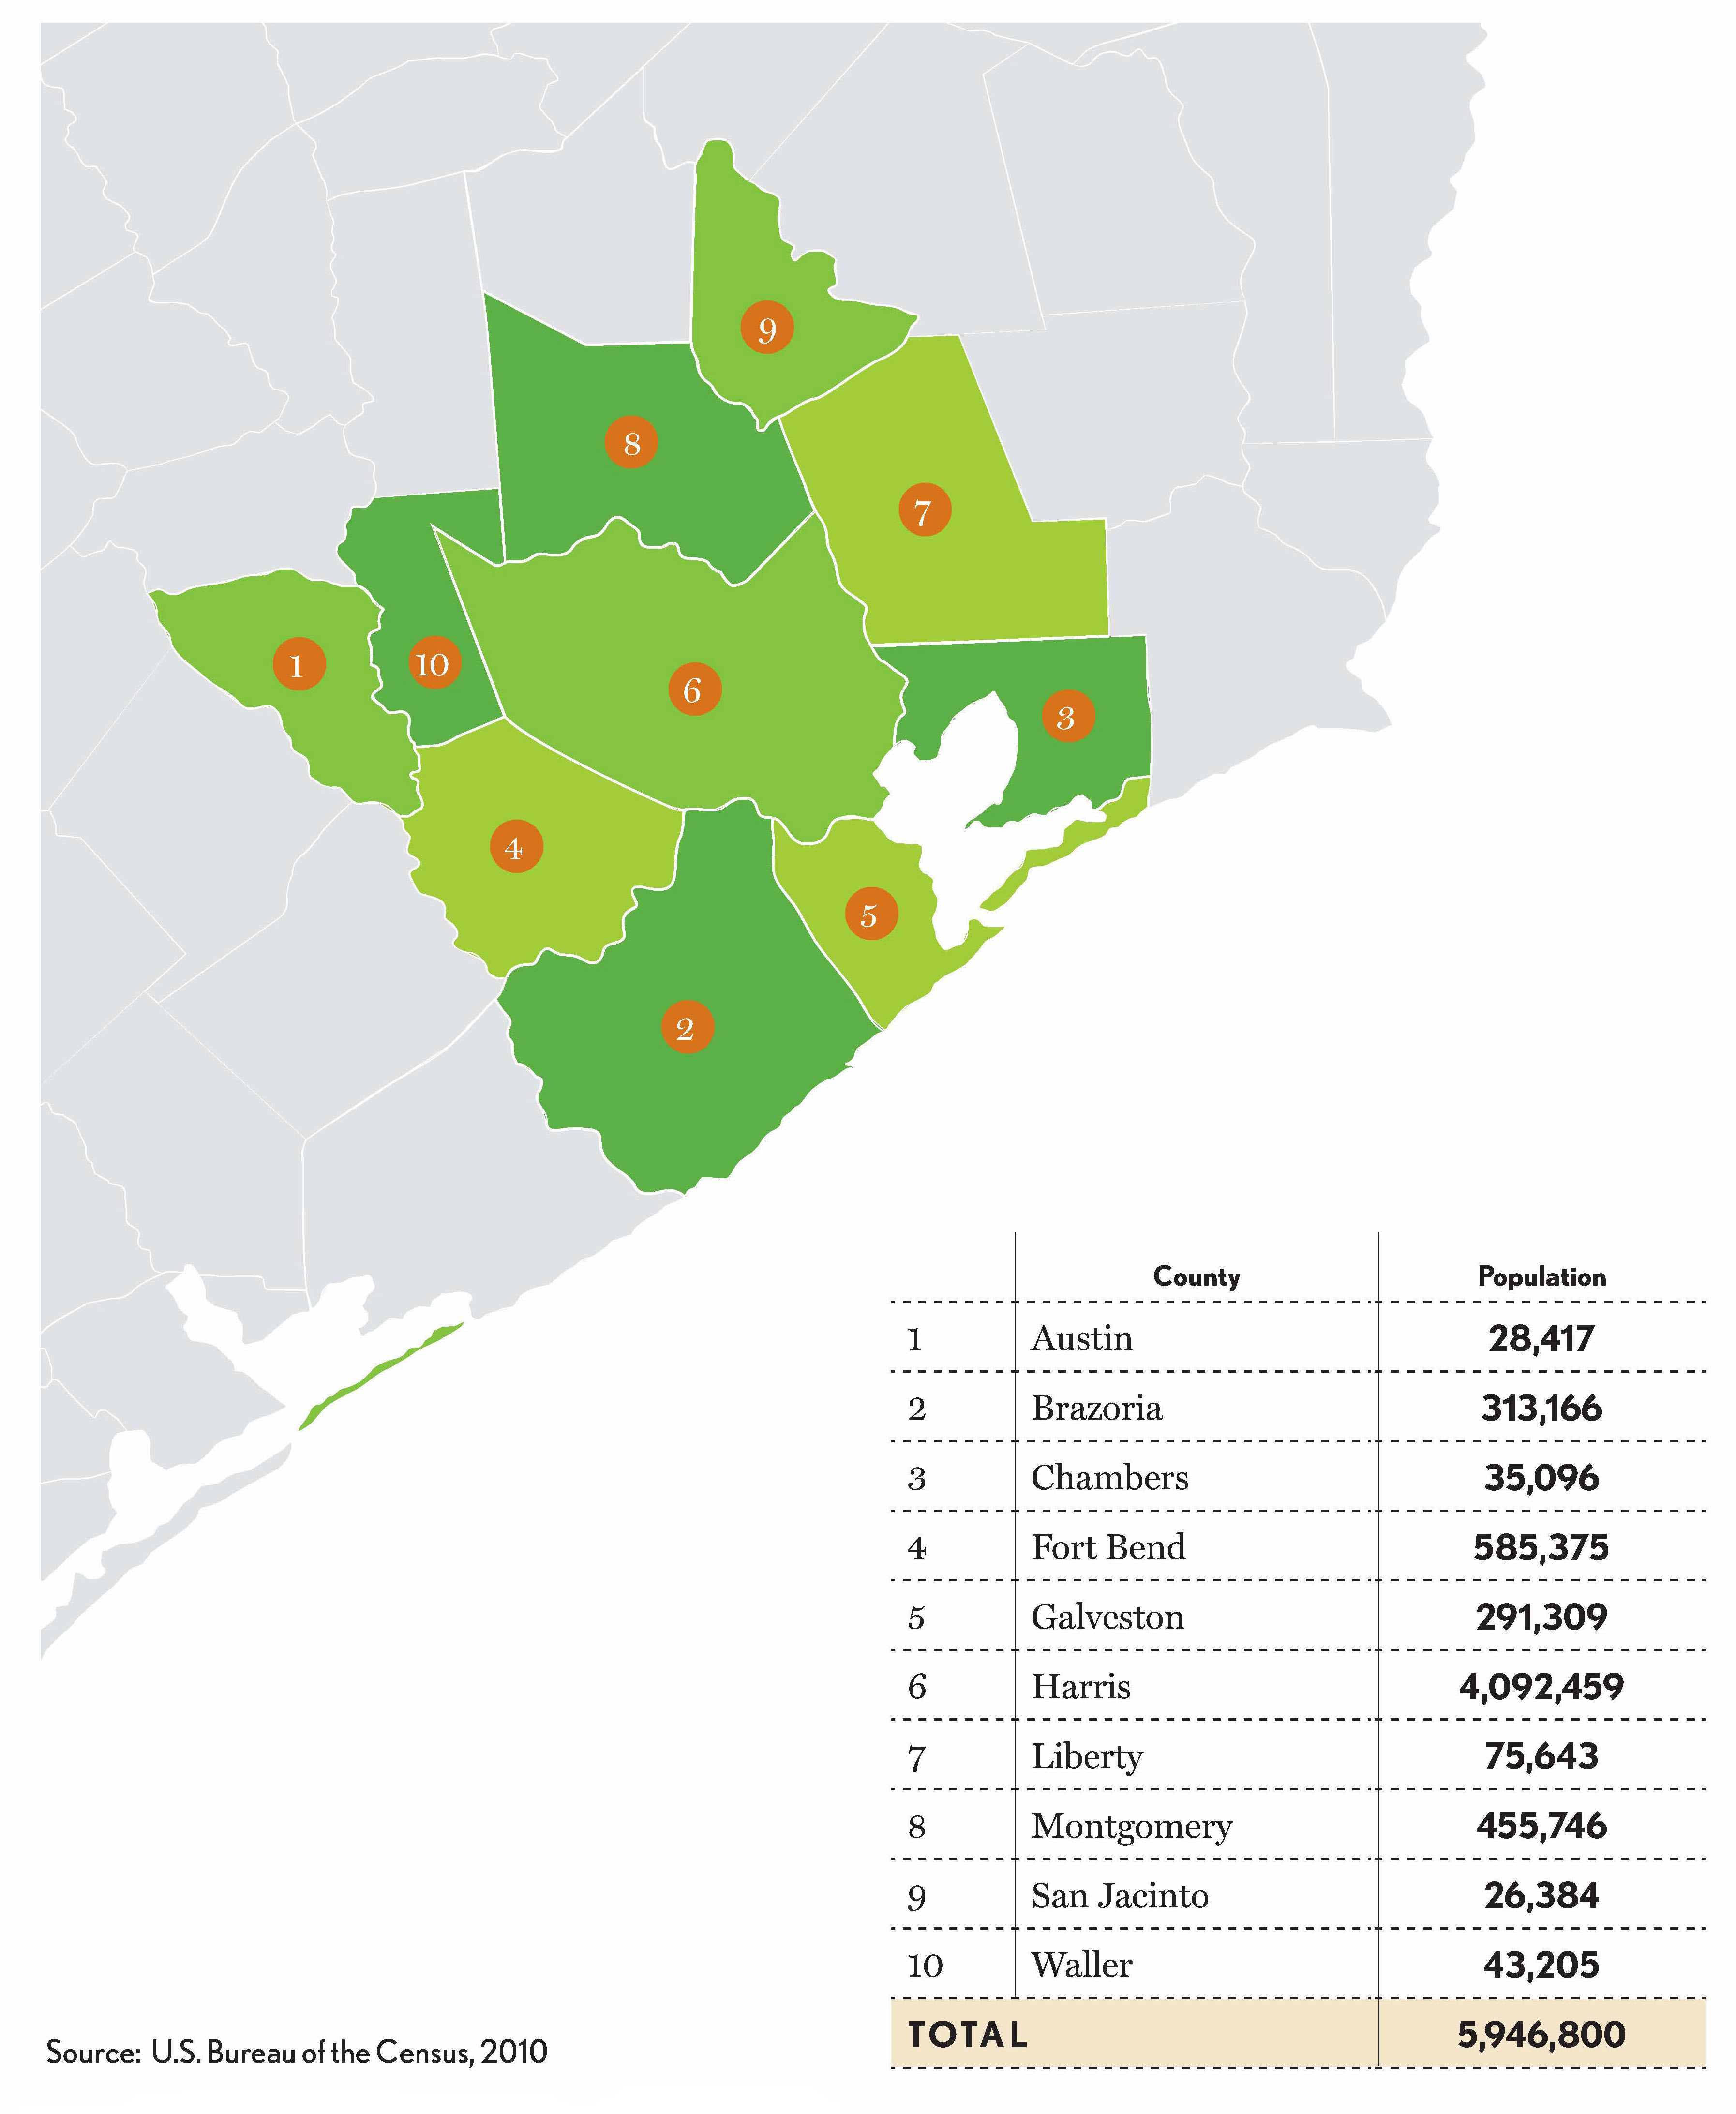 9
8
7
1
10
6
3
4
5
2
County Population
1 Austin 28,417
2 Brazoria 313,166
3 Chambers 35,096
4 Fort Bend 585,375
5 Galveston 291,309
6 Harris 4,092,459
7 Liberty 75,643
8 Montgomery 455,746
9 San Jacinto 26,384
10 Waller 43,205
TOTAL 5,946,800
Source: U.S. Bureau of the Census, 2010